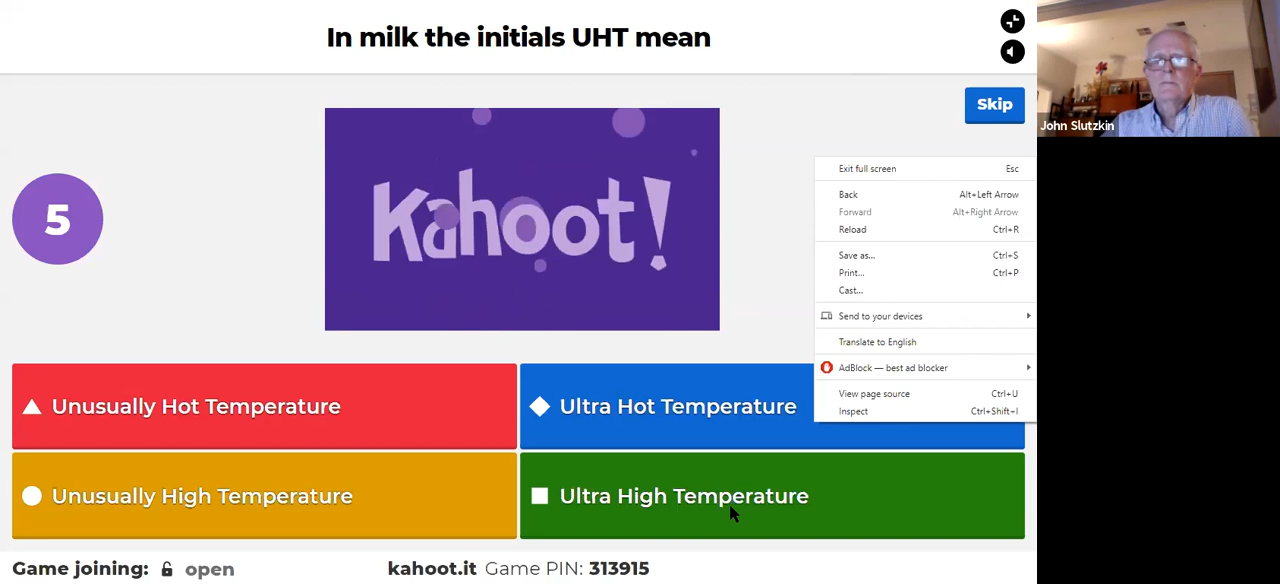 In milk the initials UHT mean
Skip
John Slutzkin
5
Kahoot!
Exit full screen Esc
Back Alt+Left Arrow
Forward Alt+Right Arrow
Reload Ctrl+R
Save as... Ctrl+S
Print... Ctrl+P
Cast...
Send to your devices
Translate to English
AdBlock — best ad blocker
View page source Ctrl+U
Inspect Ctrl+Shift+I
Unusually Hot Temperature
Ultra Hot Temperature
Unusually High Temperature
Ultra High Temperature
Game joining: open
kahoot.it Game PIN: 313915